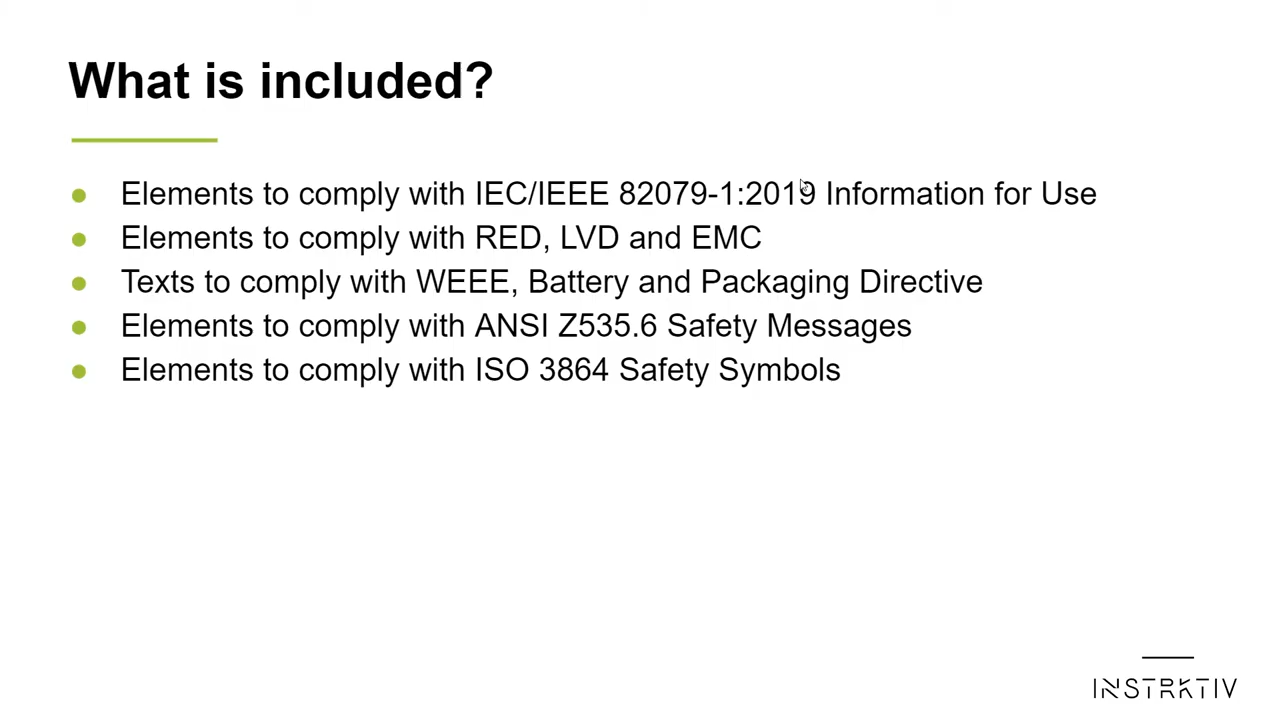 What is included?
Elements to comply with IEC/IEEE 82079-1:2019 Information for Use
Elements to comply with RED, LVD and EMC
Texts to comply with WEEE, Battery and Packaging Directive
Elements to comply with ANSI Z535.6 Safety Messages
Elements to comply with ISO 3864 Safety Symbols
INSTRKTIV